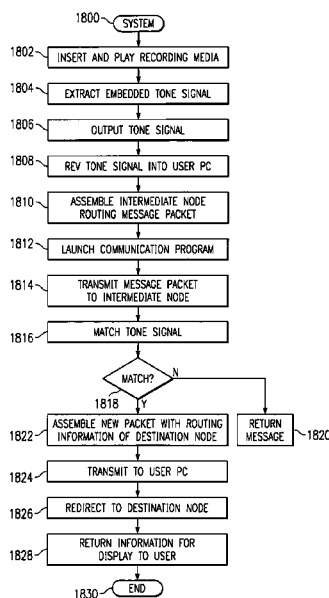 1800
SYSTEM
1802
INSERT AND PLAY RECORDING MEDIA
1804
EXTRACT EMBEDDED TONE SIGNAL
1806
OUTPUT TONE SIGNAL
1808
REV TONE SIGNAL INTO USER PC
1810
ASSEMBLE INTERMEDIATE NODE
ROUTING MESSAGE PACKET
1812
LAUNCH COMMUNICATION PROGRAM
1814
TRANSMIT MESSAGE PACKET
TO INTERMEDIATE NODE
1816
MATCH TONE SIGNAL
MATCH?
N
1818
Y
1822
ASSEMBLE NEW PACKET WITH ROUTING
INFORMATION OF DESTINATION NODE
RETURN
MESSAGE
1820
1824
TRANSMIT TO USER PC
1826
REDIRECT TO DESTINATION NODE
1828
RETURN INFORMATION FOR
DISPLAY TO USER
1830
END